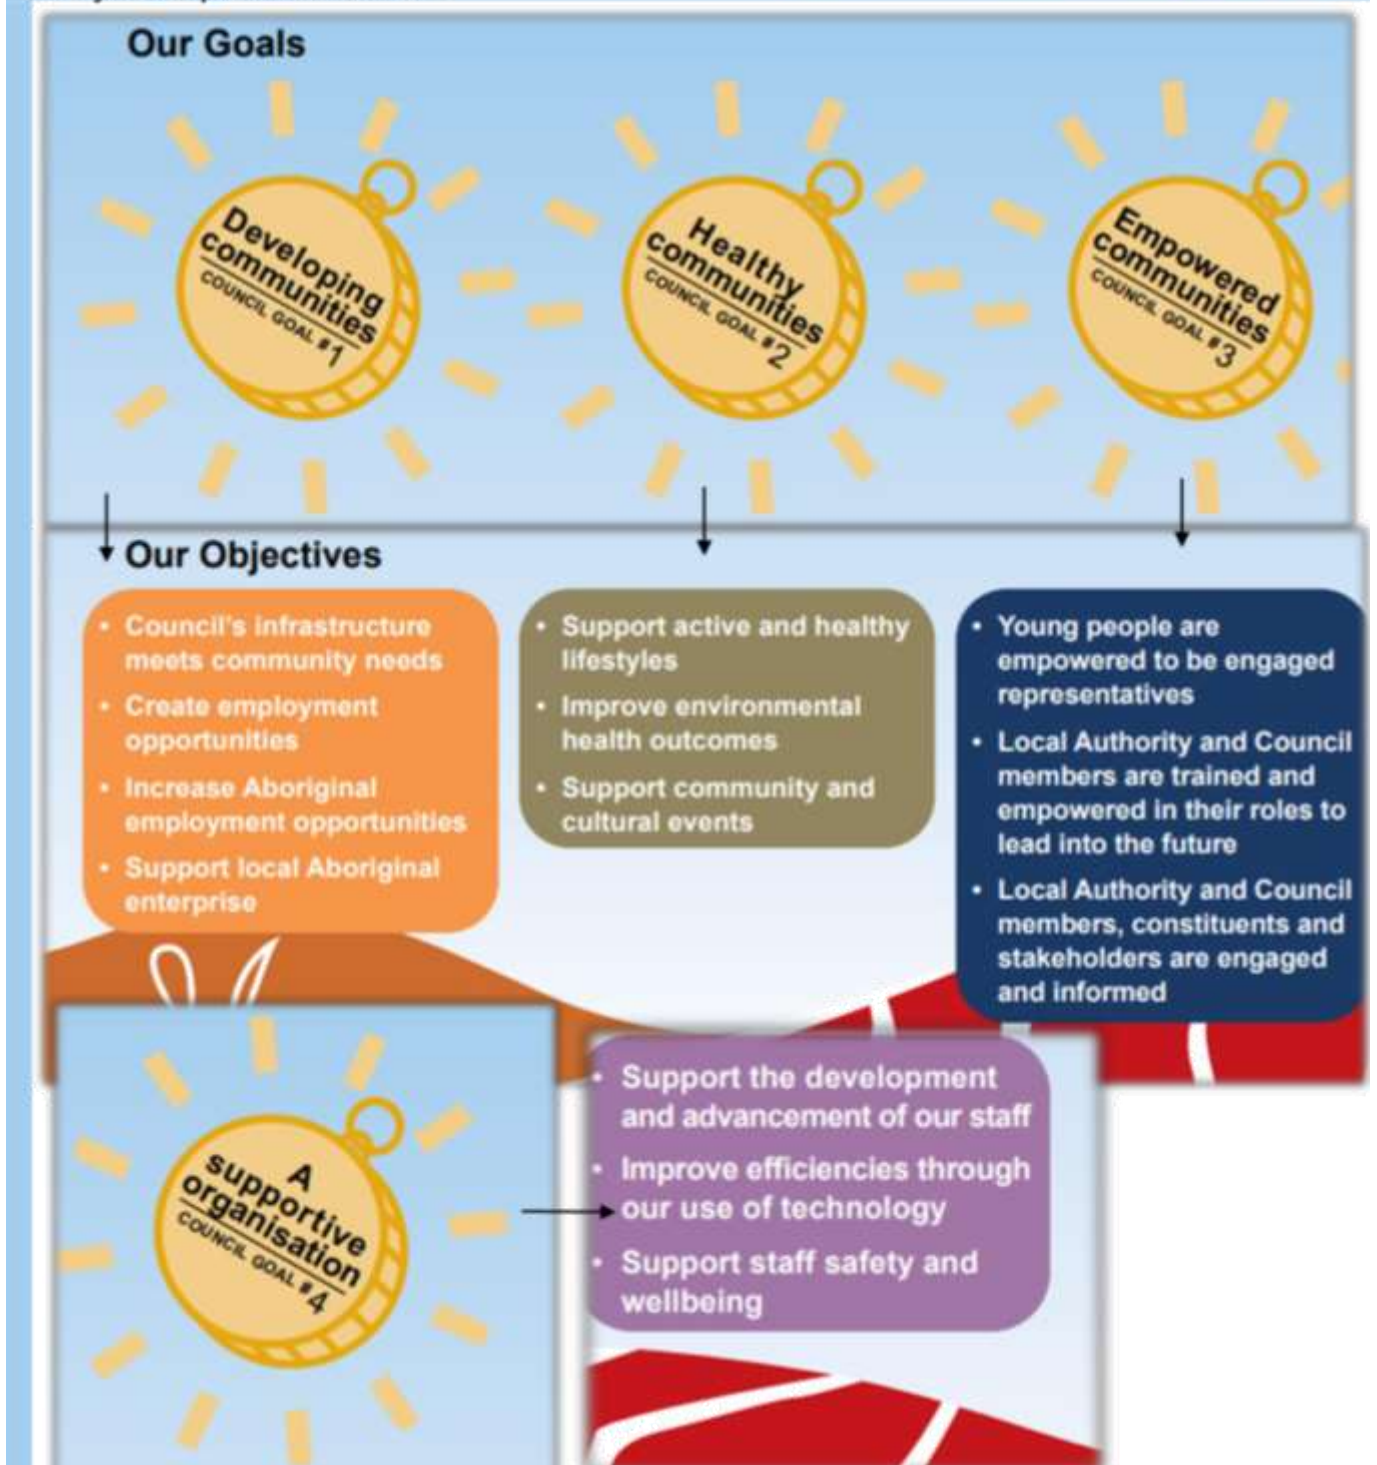 Our Goals
Developing
communities
COUNCIL GOAL #1
Healthy
communities
COUNCIL GOAL #2
Empowered
communities
COUNCIL GOAL #3
Our Objectives
• Council's infrastructure
meets community needs
• Create employment
opportunities
• Increase Aboriginal
employment opportunities
• Support local Aboriginal
enterprise
• Support active and healthy
lifestyles
• Improve environmental
health outcomes
• Support community and
cultural events
• Young people are
empowered to be engaged
representatives
• Local Authority and Council
members are trained and
empowered in their roles to
lead into the future
• Local Authority and Council
members, constituents and
stakeholders are engaged
and informed
A
supportive
organisation
COUNCIL GOAL #4
• Support the development
and advancement of our staff
• Improve efficiencies through
our use of technology
• Support staff safety and
wellbeing